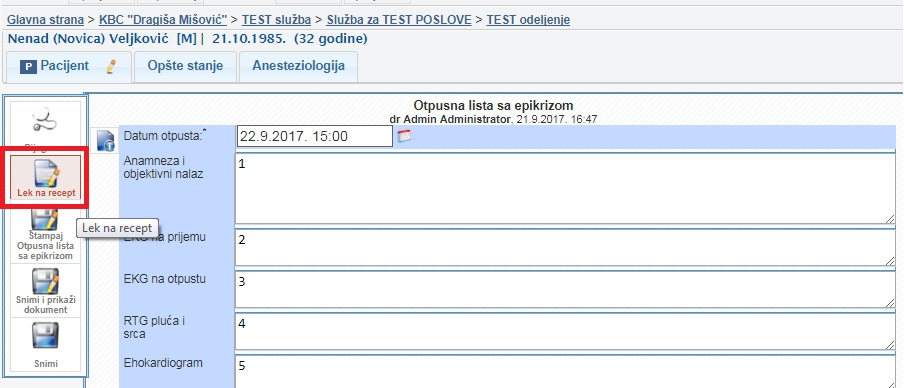 Glavna strana > KBC "Dragiša Mišović" > TEST služba > Služba za TEST POSLOVE > TEST odeljenje
Nenad (Novica) Veljković [M] | 21.10.1985. (32 godine)
P Pacijent
Opšte stanje
Anesteziologija
Otpusna lista sa epikrizom
dr Admin Administrator, 21.9.2017. 16:47
Lek na recept
Štampaj
Otpusna lista
sa epikrizom
Snimi i prikaži
dokument
Snimi
Lek na recept
Datum otpusta:*
22.9.2017. 15:00
Anamneza i
objektivni nalaz
1
EKG na prijemu
2
EKG na otpustu
3
RTG pluća i
srca
4
Ehokardiogram
5